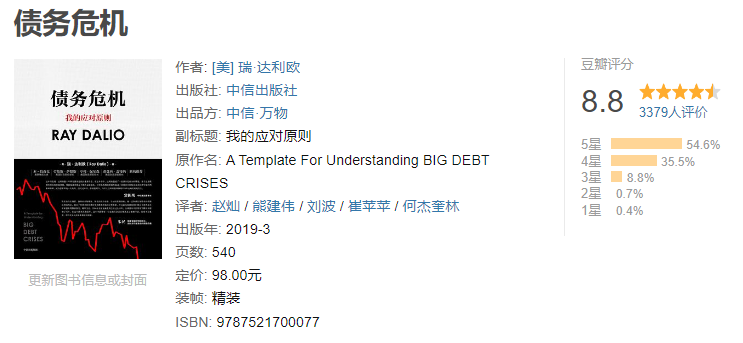 债务危机
债务危机
我的应对原则
RAY DALIO
BIG
DEBT
CRISES
更新图书信息或封面
作者: [美] 瑞·达利欧
出版社: 中信出版社
出品方: 中信·万物
副标题: 我的应对原则
原作名: A Template For Understanding BIG DEBT
CRISES
译者: 赵灿 / 熊建伟 / 刘波 / 崔苹苹 / 何杰奎林
出版年: 2019-3
页数: 540
定价: 98.00元
装帧: 精装
ISBN: 9787521700077
豆瓣评分
8.8
3379人评价
5星 54.6%
4星 35.5%
3星 8.8%
2星 0.7%
1星 0.4%